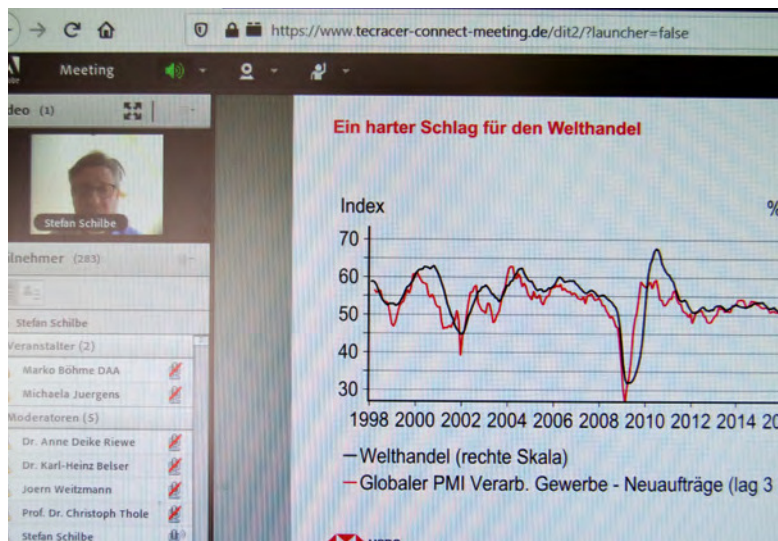 https://www.tecracer-connect-meeting.de/dit2/?launcher=false
Meeting
deo (1)
Stefan Schilbe
ilnehmer (283)
Stefan Schilbe
Veranstalter (2)
Marko Böhme DAA
Michaela Juergens
Moderatoren (5)
Dr. Anne Deike Riewe
Dr. Karl-Heinz Belser
Joern Weitzmann
Prof. Dr. Christoph Thole
Stefan Schilbe
Ein harter Schlag für den Welthandel
Index %
70
60
50
40
30
1998 2000 2002 2004 2006 2008 2010 2012 2014 20
Welthandel (rechte Skala)
Globaler PMI Verarb. Gewerbe - Neuaufträge (lag 3